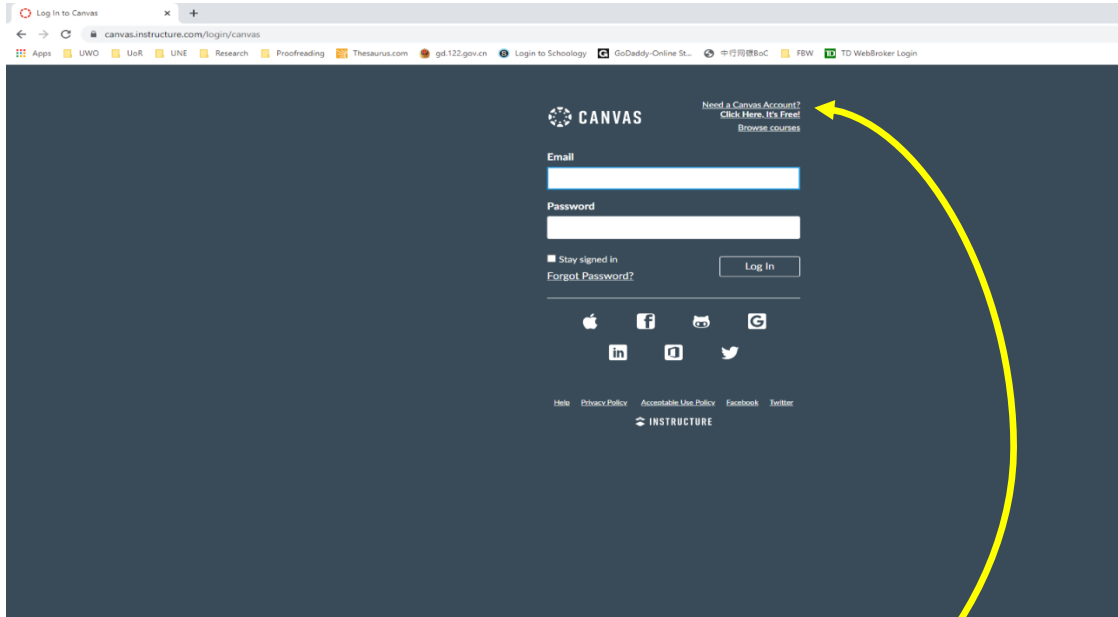 Log In to Canvas
canvas.instructure.com/login/canvas
Apps UWO UoR UNE Research Proofreading Thesaurus.com gd.122.gov.cn Login to Schoology GoDaddy-Online St... 中行网银BoC FBW TD WebBroker Login
CANVAS
Need a Canvas Account?
Click Here, It's Free!
Browse courses
Email
Password
Stay signed in
Log In
Forgot Password?
in
Help Privacy Policy Acceptable Use Policy Facebook Twitter
INSTRUCTURE